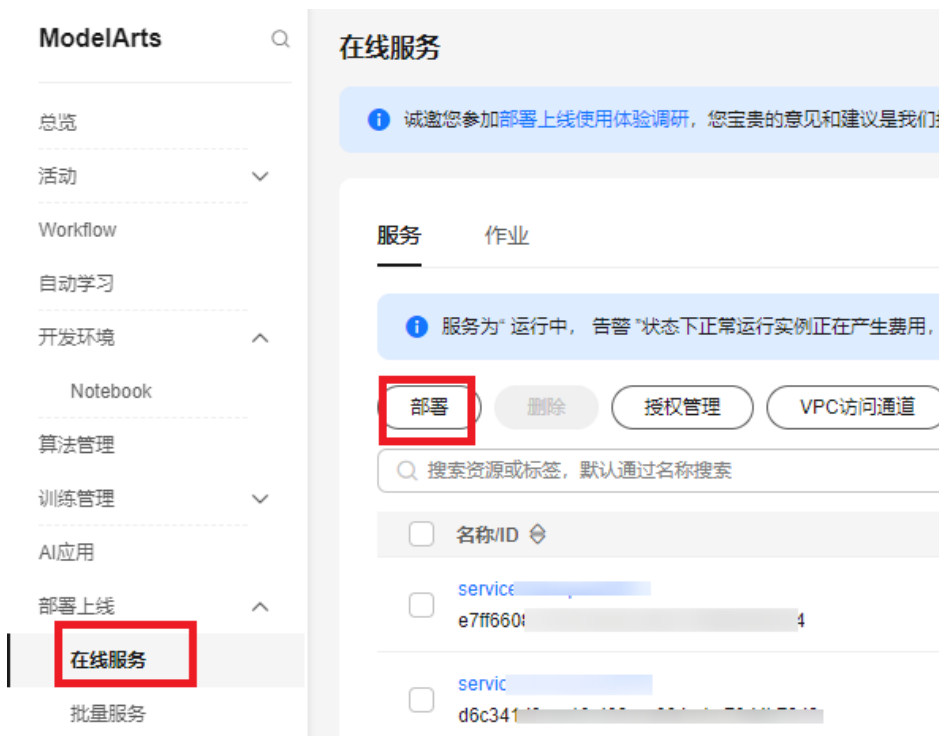 ModelArts
总览
活动
Workflow
自动学习
开发环境
Notebook
算法管理
训练管理
AI应用
部署上线
在线服务
批量服务
在线服务
诚邀您参加部署上线使用体验调研，您宝贵的意见和建议是我们
服务 作业
服务为“ 运行中， 告警 ”状态下正常运行实例正在产生费用，
部署 删除 授权管理 VPC访问通道
搜索资源或标签，默认通过名称搜索
名称/ID
service
e7ff660 4
servic
d6c341